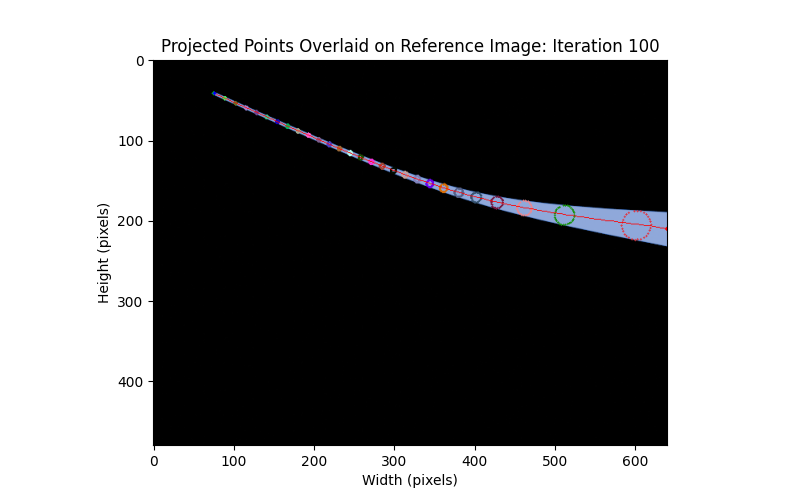 Projected Points Overlaid on Reference Image: Iteration 100
0
100
200
300
400
Height (pixels)
0 100 200 300 400 500 600
Width (pixels)